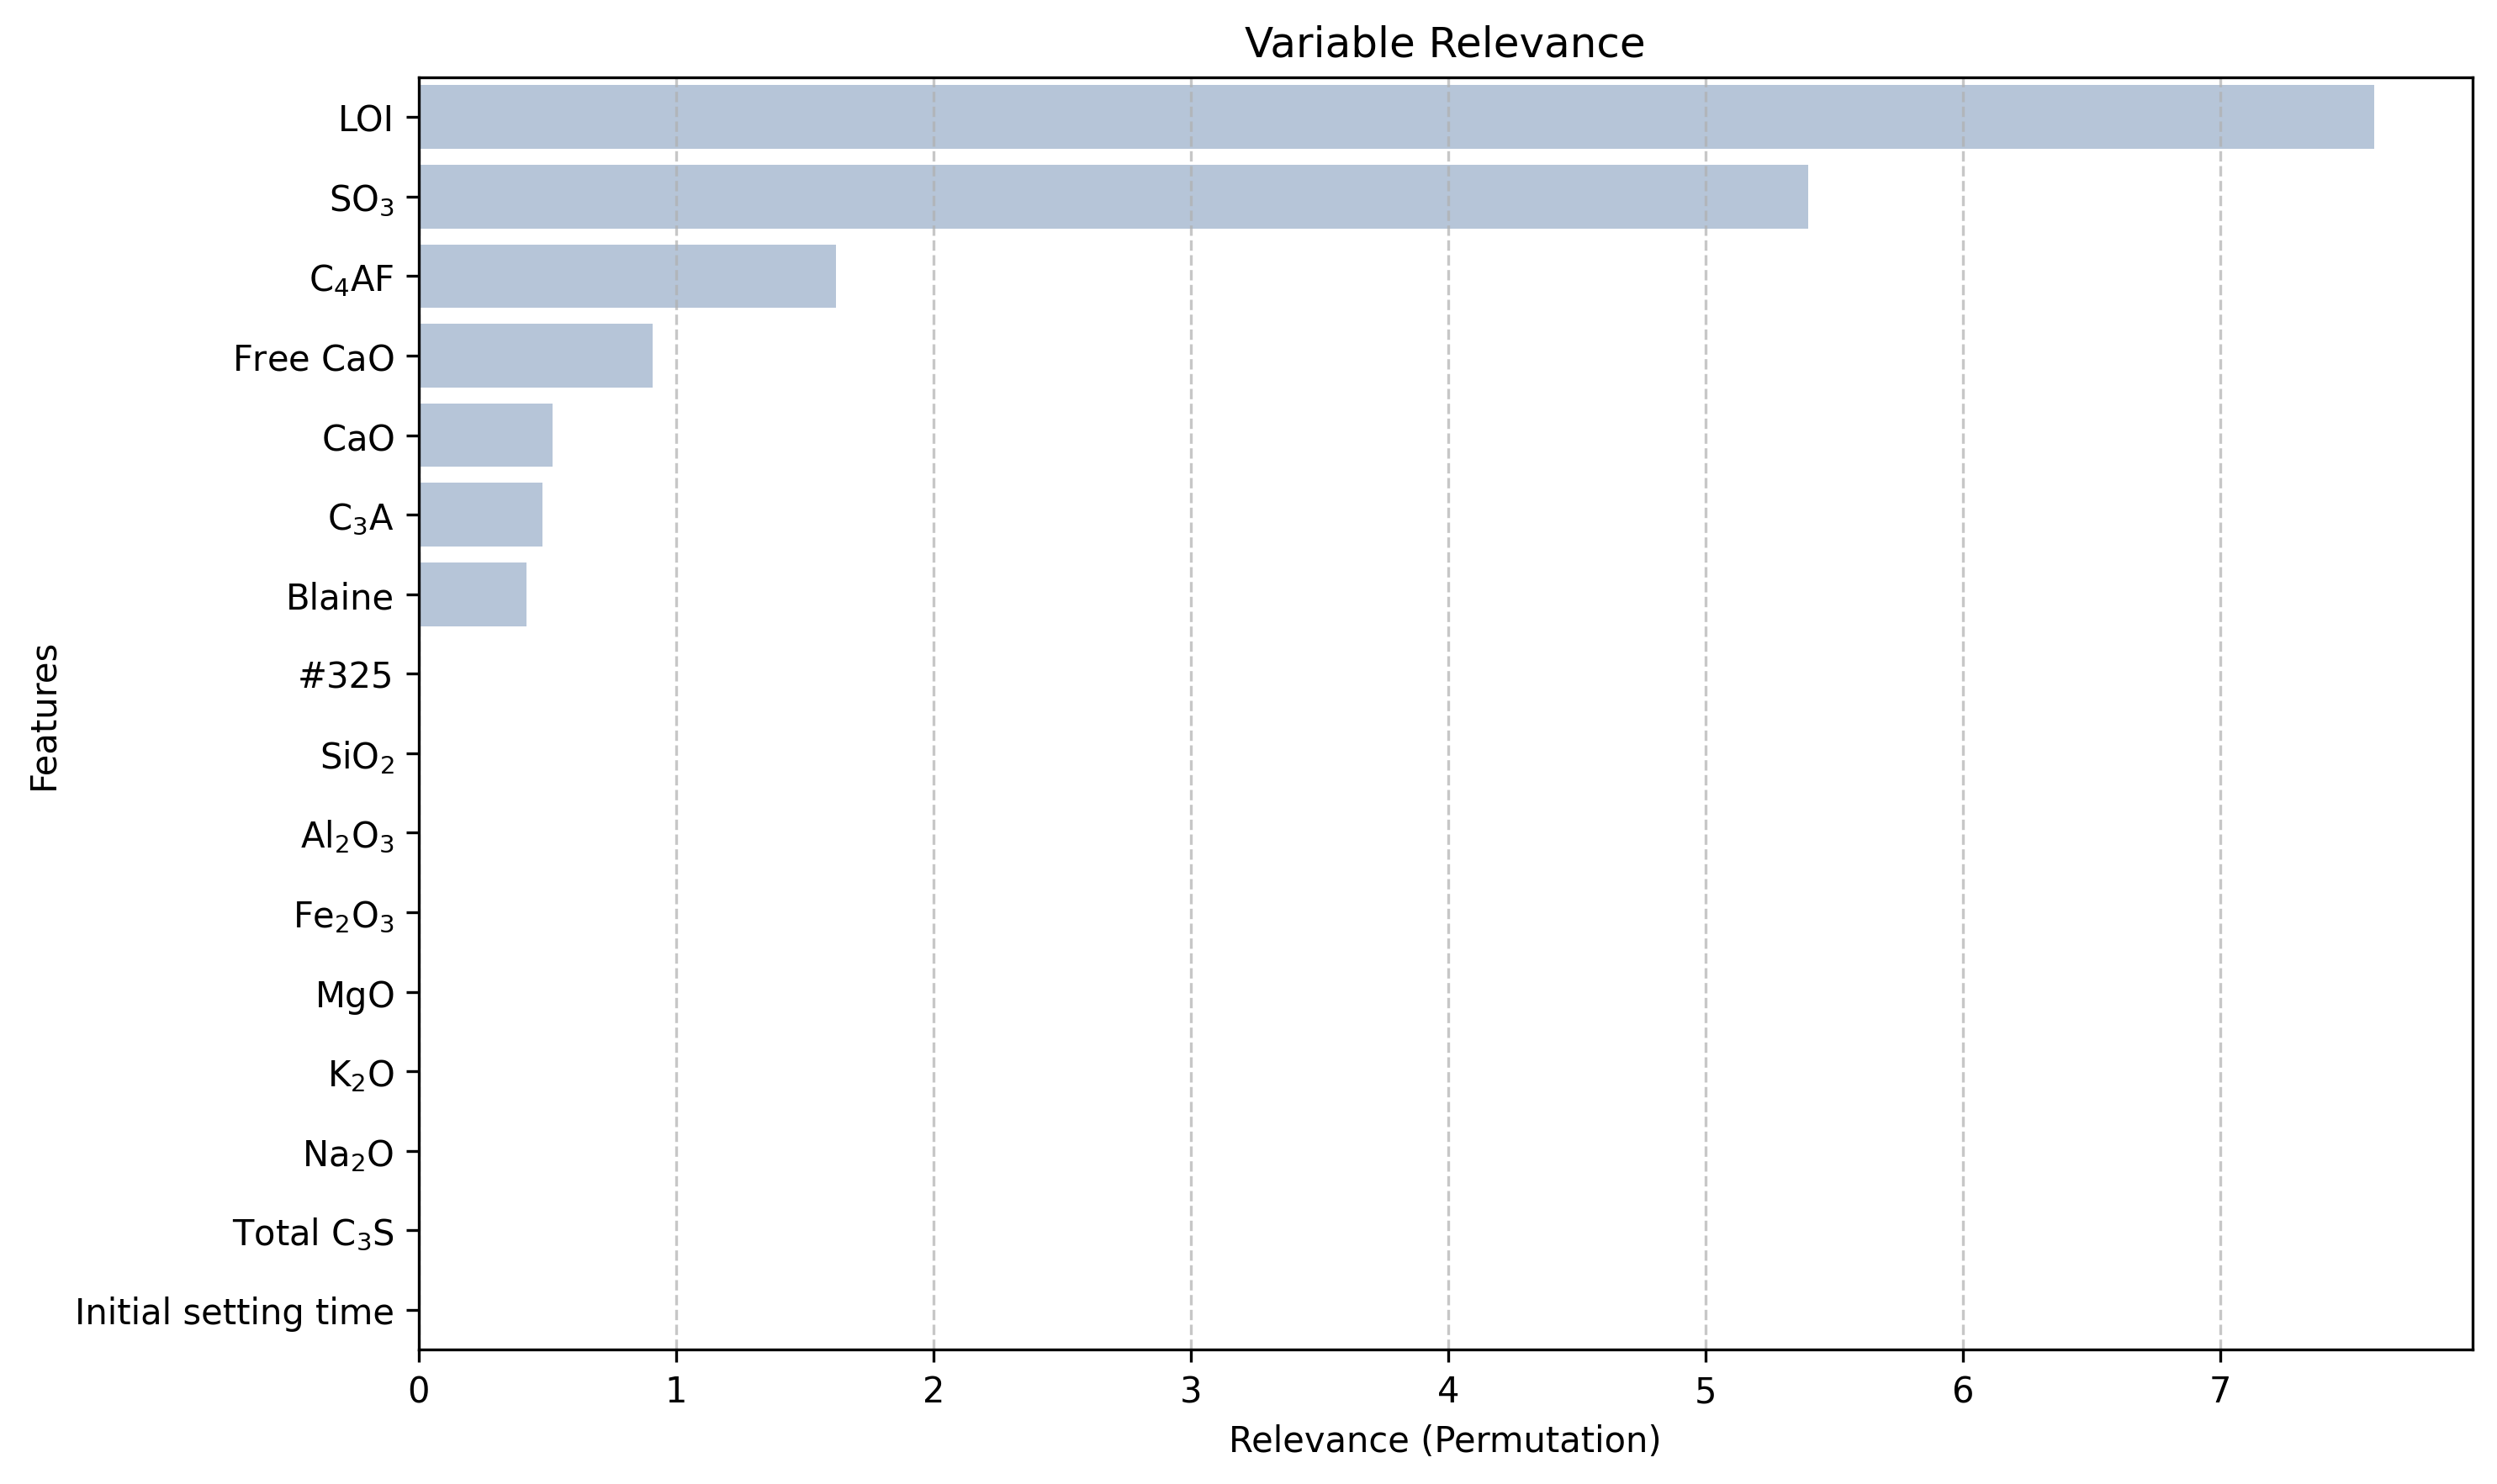 Variable Relevance
LOI
SO₃
C₄AF
Free CaO
CaO
C₃A
Blaine
#325
SiO₂
Al₂O₃
Fe₂O₃
MgO
K₂O
Na₂O
Total C₃S
Initial setting time
Features
0 1 2 3 4 5 6 7
Relevance (Permutation)